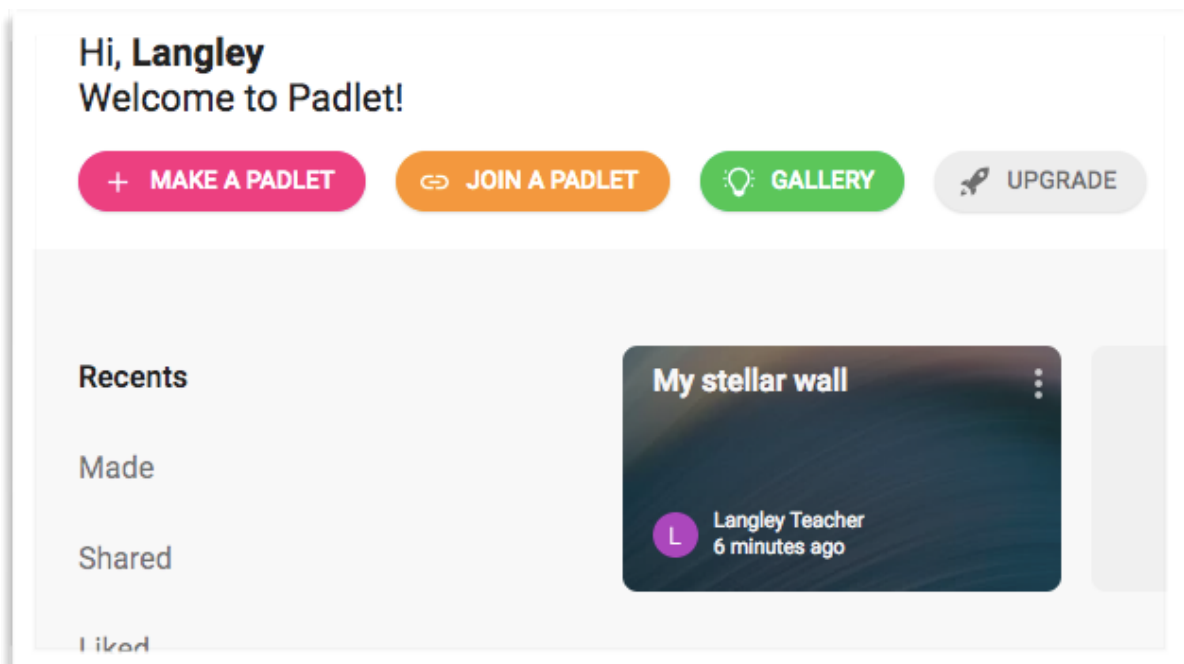 Hi, Langley
Welcome to Padlet!
+ MAKE A PADLET
JOIN A PADLET
GALLERY
UPGRADE
Recents
Made
Shared
Liked
My stellar wall
L
Langley Teacher
6 minutes ago